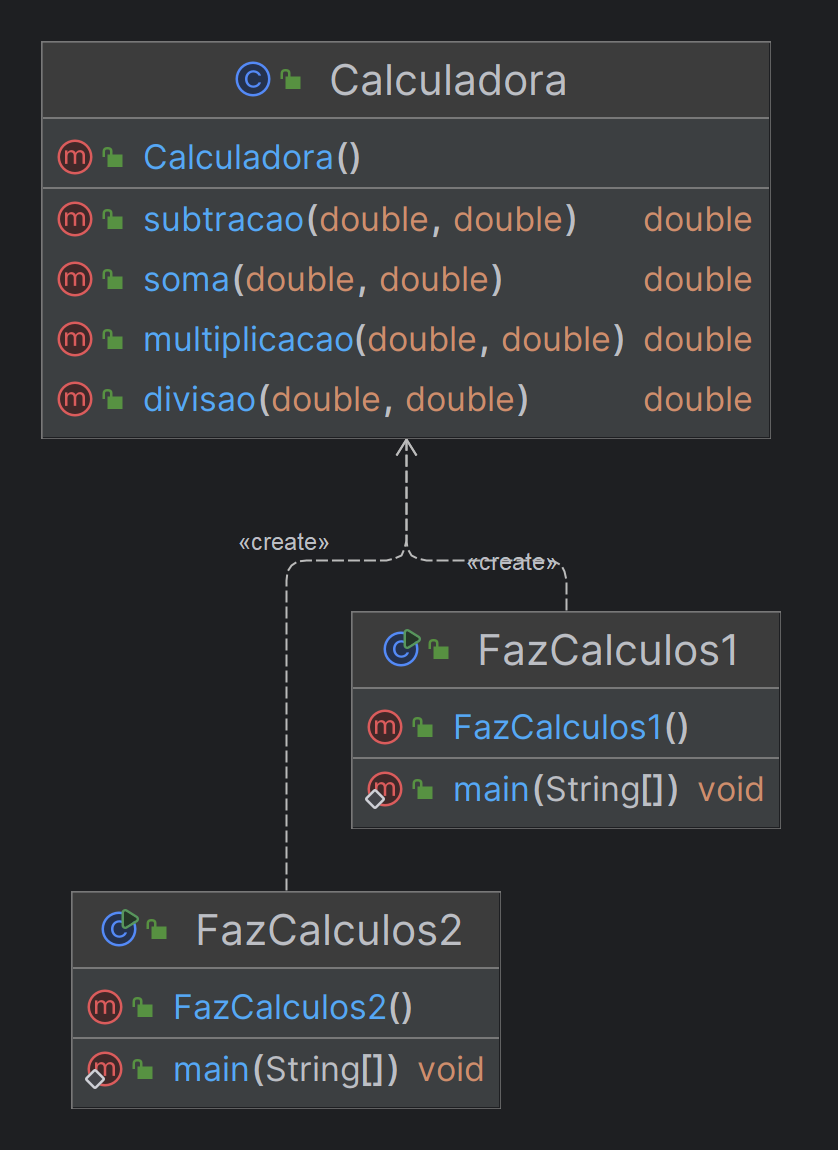 Calculadora
Calculadora()
subtracao(double, double) double
soma(double, double) double
multiplicacao(double, double) double
divisao(double, double) double
«create»
«create»
FazCalculos1
FazCalculos1()
main(String[]) void
FazCalculos2
FazCalculos2()
main(String[]) void